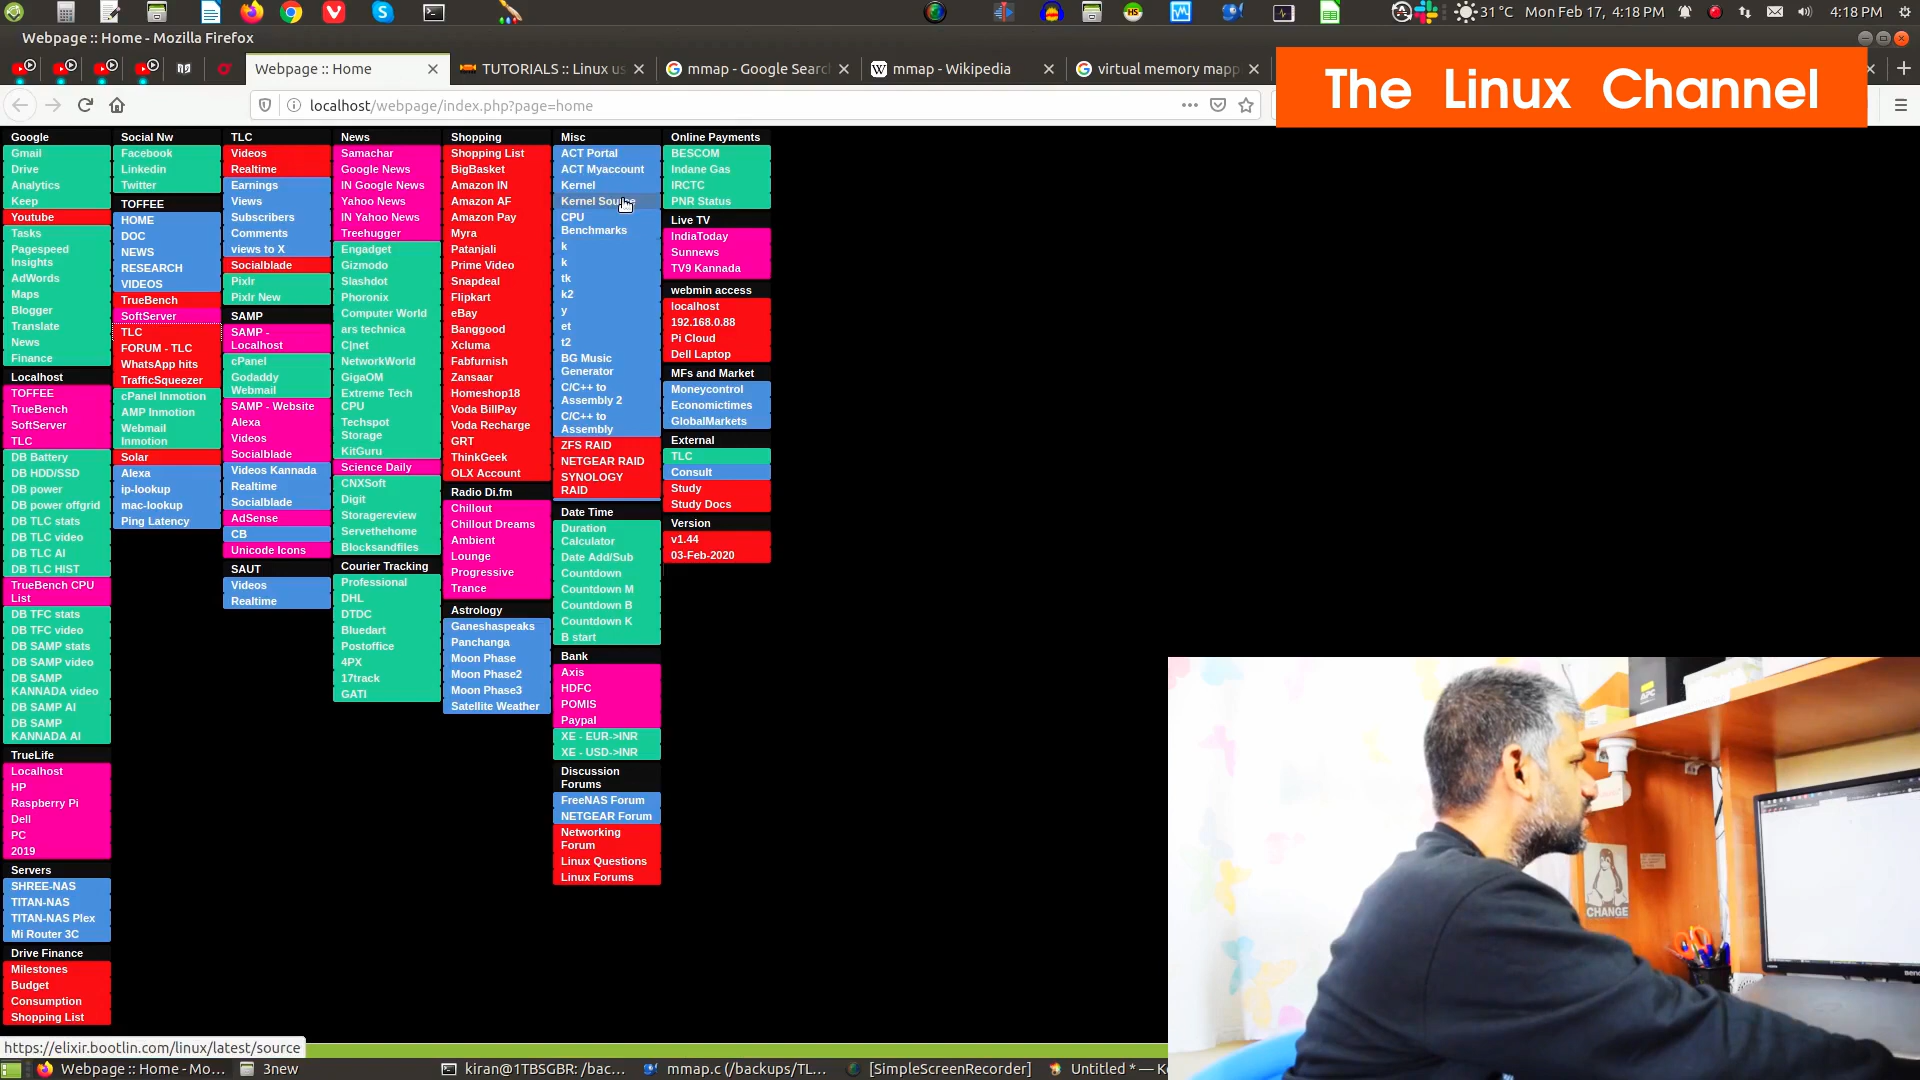 31 °C Mon Feb 17, 4:18 PM 4:18 PM
Webpage :: Home - Mozilla Firefox
Webpage :: Home
TUTORIALS :: Linux us
mmap - Google Searc
mmap - Wikipedia
virtual memory mapp
The Linux Channel
localhost/webpage/index.php?page=home
Google
Gmail
Drive
Analytics
Keep
Youtube
Tasks
Pagespeed
Insights
AdWords
Maps
Blogger
Translate
News
Finance
Localhost
TOFFEE
TrueBench
SoftServer
TLC
DB Battery
DB HDD/SSD
DB power
DB power offgrid
DB TLC stats
DB TLC video
DB TLC AI
DB TLC HIST
TrueBench CPU
List
DB TFC stats
DB TFC video
DB SAMP stats
DB SAMP video
DB SAMP
KANNADA video
DB SAMP AI
DB SAMP
KANNADA AI
TrueLife
Localhost
HP
Raspberry Pi
Dell
PC
2019
Servers
SHREE-NAS
TITAN-NAS
TITAN-NAS Plex
Mi Router 3C
Drive Finance
Milestones
Budget
Consumption
Shopping List
Social Nw
Facebook
Linkedin
Twitter
TOFFEE
HOME
DOC
NEWS
RESEARCH
VIDEOS
TrueBench
SoftServer
TLC
FORUM - TLC
WhatsApp hits
TrafficSqueezer
cPanel Inmotion
AMP Inmotion
Webmail
Inmotion
Solar
Alexa
ip-lookup
mac-lookup
Ping Latency
TLC
Videos
Realtime
Earnings
Views
Subscribers
Comments
views to X
Socialblade
Pixlr
Pixlr New
SAMP
SAMP -
Localhost
cPanel
Godaddy
Webmail
SAMP - Website
Alexa
Videos
Socialblade
Videos Kannada
Realtime
Socialblade
AdSense
CB
Unicode Icons
SAUT
Videos
Realtime
News
Samachar
Google News
IN Google News
Yahoo News
IN Yahoo News
Treehugger
Engadget
Gizmodo
Slashdot
Phoronix
Computer World
ars technica
C|net
NetworkWorld
GigaOM
Extreme Tech
CPU
Techspot
Storage
KitGuru
Science Daily
CNXSoft
Digit
Storagereview
Servethehome
Blocksandfiles
Courier Tracking
Professional
DHL
DTDC
Bluedart
Postoffice
4PX
17track
GATI
Shopping
Shopping List
BigBasket
Amazon IN
Amazon AF
Amazon Pay
Myra
Patanjali
Prime Video
Snapdeal
Flipkart
eBay
Banggood
Xcluma
Fabfurnish
Zansaar
Homeshop18
Voda BillPay
Voda Recharge
GRT
ThinkGeek
OLX Account
Radio Di.fm
Chillout
Chillout Dreams
Ambient
Lounge
Progressive
Trance
Astrology
Ganeshaspeaks
Panchanga
Moon Phase
Moon Phase2
Moon Phase3
Satellite Weather
Misc
ACT Portal
ACT Myaccount
Kernel
Kernel Source
CPU
Benchmarks
k
k
tk
k2
y
et
t2
BG Music
Generator
C/C++ to
Assembly 2
C/C++ to
Assembly
ZFS RAID
NETGEAR RAID
SYNOLOGY
RAID
Date Time
Duration
Calculator
Date Add/Sub
Countdown
Countdown M
Countdown B
Countdown K
B start
Bank
Axis
HDFC
POMIS
Paypal
XE - EUR->INR
XE - USD->INR
Discussion
Forums
FreeNAS Forum
NETGEAR Forum
Networking
Forum
Linux Questions
Linux Forums
Online Payments
BESCOM
Indane Gas
IRCTC
PNR Status
Live TV
IndiaToday
Sunnews
TV9 Kannada
webmin access
localhost
192.168.0.88
Pi Cloud
Dell Laptop
MFs and Market
Moneycontrol
Economictimes
GlobalMarkets
External
TLC
Consult
Study
Study Docs
Version
v1.44
03-Feb-2020
APC
CHANGE
https://elixir.bootlin.com/linux/latest/source
Webpage :: Home - Mo...
3new
kiran@1TBSGBR: /bac...
mmap.c (/backups/TL...
[SimpleScreenRecorder]
Untitled * — K